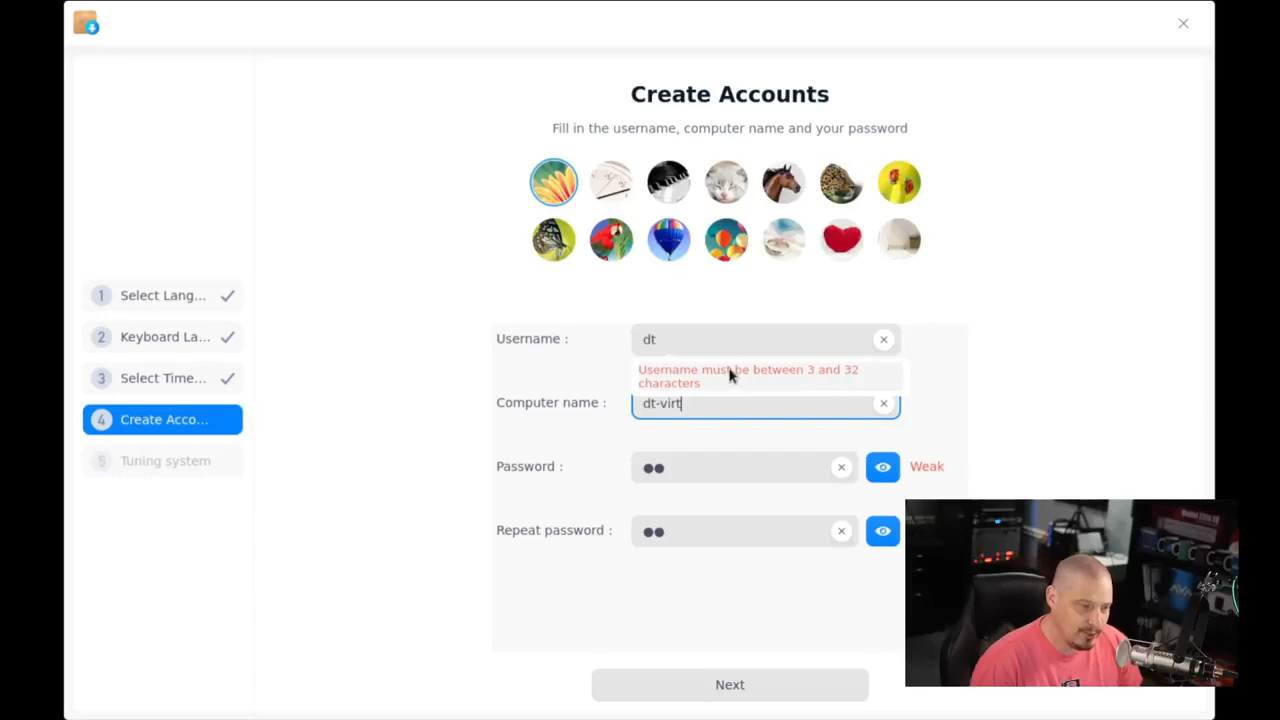 Create Accounts
Fill in the username, computer name and your password
1 Select Lang...
2 Keyboard La...
3 Select Time...
4 Create Acco...
5 Tuning system
Username :
dt
Username must be between 3 and 32
characters
Computer name :
dt-virt
Password :
Weak
Repeat password :
Next